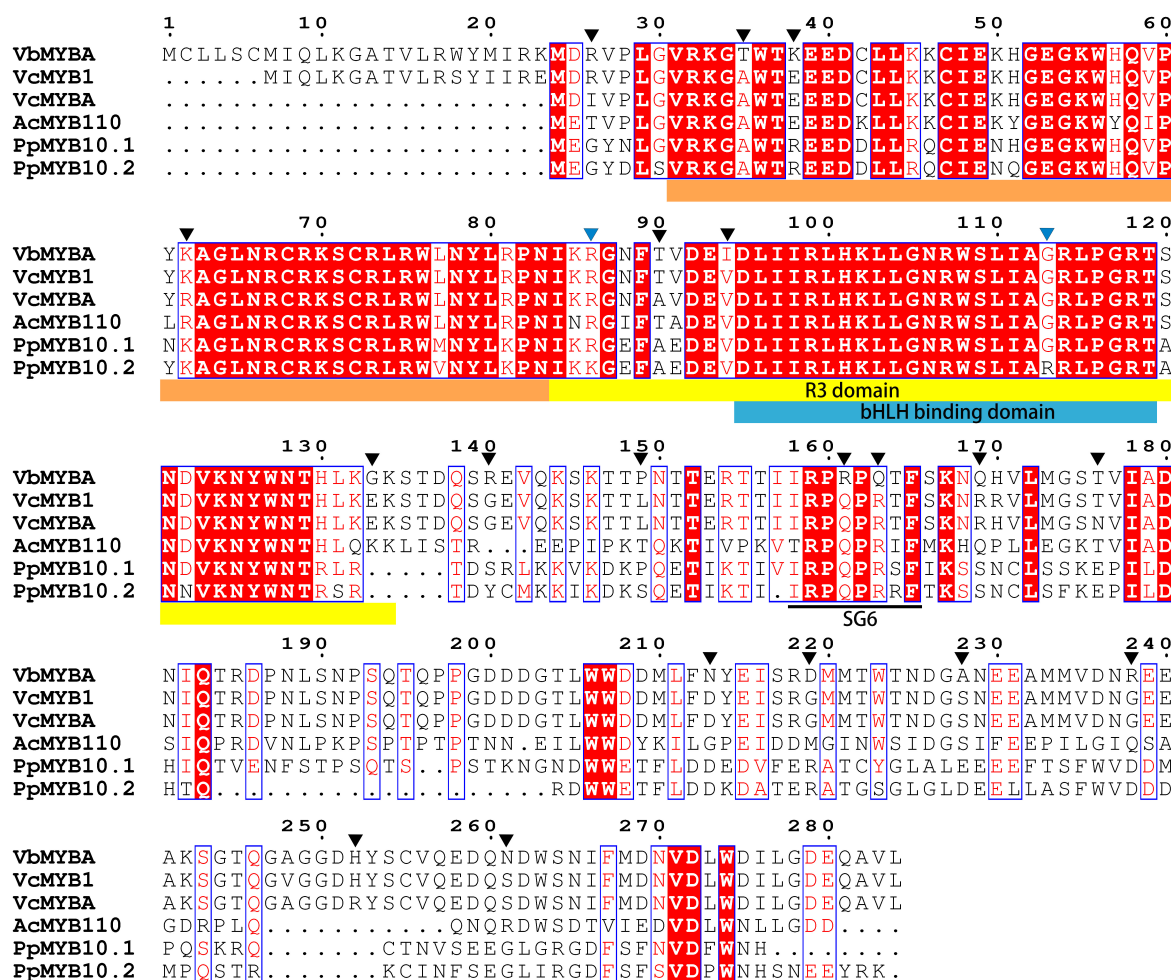 1 10 20 30 40 50 60
VbMYBA MCLLSCMIQLKGATVLRWYMIRKMDRVPLGVRKGTWTKEEDCLLKKCIEKHGEGKWHQVP
VcMYB1 ......MIQLKGATVLRSYIIREMDRVPLGVRKGAWTEEEDCLLKKCIEKHGEGKWHQVP
VcMYBA .......................MDIVPLGVRKGAWTEEEDCLLKKCIEKHGEGKWHQVP
AcMYB110 .......................METVPLGVRKGAWTEEEDKLLKKCIEKYGEGKWYQIP
PpMYB10.1 .......................MEGYNLGVRKGAWTREEDDLLRQCIENHGEGKWHQVP
PpMYB10.2 .......................MEGYDLSVRKGAWTREEDDLLRQCIENQGEGKWHQVP
70 80 90 100 110 120
VbMYBA YKAGLNRCRKSCRLRWLNYLRPNIKRGNFTVDEIDLIIRLHKLLGNRWSLIAGRLPGRTS
VcMYB1 YKAGLNRCRKSCRLRWLNYLRPNIKRGNFTVDEVDLIIRLHKLLGNRWSLIAGRLPGRTS
VcMYBA YRAGLNRCRKSCRLRWLNYLRPNIKRGNFAVDEVDLIIRLHKLLGNRWSLIAGRLPGRTS
AcMYB110 LRAGLNRCRKSCRLRWLNYLRPNINRGIFTADEVDLIIRLHKLLGNRWSLIAGRLPGRTS
PpMYB10.1 NKAGLNRCRKSCRLRWMNYLKPNIKRGEFAEDEVDLIIRLHKLLGNRWSLIAGRLPGRTA
PpMYB10.2 YKAGLNRCRKSCRLRWVNYLKPNIKKGEFAEDEVDLIIRLHKLLGNRWSLIARRLPGRTA
R3 domain
bHLH binding domain
130 140 150 160 170 180
VbMYBA NDVKNYWNTHLKGKSTDQSREVQKSKTTPNTTERTTIIRPRPQTFSKNQHVLMGSTVIAD
VcMYB1 NDVKNYWNTHLKEKSTDQSGEVQKSKTTLNTTERTTIIRPQPRTFSKNRRVLMGSTVIAD
VcMYBA NDVKNYWNTHLKEKSTDQSGEVQKSKTTLNTTERTTIIRPQPRTFSKNRHVLMGSNVIAD
AcMYB110 NDVKNYWNTHLQKKLISTR...EEPIPKTQKTIVPKVTRPQPRIFMKHQPLLEGKTVIAD
PpMYB10.1 NDVKNYWNTRLR.....TDSRLKKVKDKPQETIKTIVIRPQPRSFIKSSNCLSSKEPILD
PpMYB10.2 NNVKNYWNTRSR.....TDYCMKKIKDKSQETIKTI.IRPQPRRFTKSSNCLSFKEPILD
SG6
190 200 210 220 230 240
VbMYBA NIQTRDPNLSNPSQTQPPGDDDGTLWWDDMLFNYEISRDMMTWTNDGANEEAMMVDNREE
VcMYB1 NIQTRDPNLSNPSQTQPPGDDDGTLWWDDMLFDYEISRGMMTWTNDGSNEEAMMVDNGEE
VcMYBA NIQTRDPNLSNPSQTQPPGDDDGTLWWDDMLFDYEISRGMMTWTNDGSNEEAMMVDNGEE
AcMYB110 SIQPRDVNLPKPSPTPTPTNN.EILWWDYKILGPEIDDMGINWSIDGSIFEEPILGIQSA
PpMYB10.1 HIQTVENFSTPSQTS..PSTKNGNDWWETFLDDEDVFERATCYGLALEEEEFTSFWVDDM
PpMYB10.2 HTQ....................RDWWETFLDDKDATERATGSGLGLDEELLASFWVDDD
250 260 270 280
VbMYBA AKSGTQGAGGDHYSCVQEDQNDWSNIFMDNVDLWDILGDEQAVL
VcMYB1 AKSGTQGVGGDHYSCVQEDQSDWSNIFMDNVDLWDILGDEQAVL
VcMYBA AKSGTQGAGGDRYSCVQEDQSDWSNIFMDNVDLWDILGDEQAVL
AcMYB110 GDRPLQ...........QNQRDWSDTVIEDVDLWNLLGDD....
PpMYB10.1 PQSKRQ.......CTNVSEEGLGRGDFSFNVDFWNH........
PpMYB10.2 MPQSTR.......KCINFSEGLIRGDFSFSVDPWNHSNEEYRK.